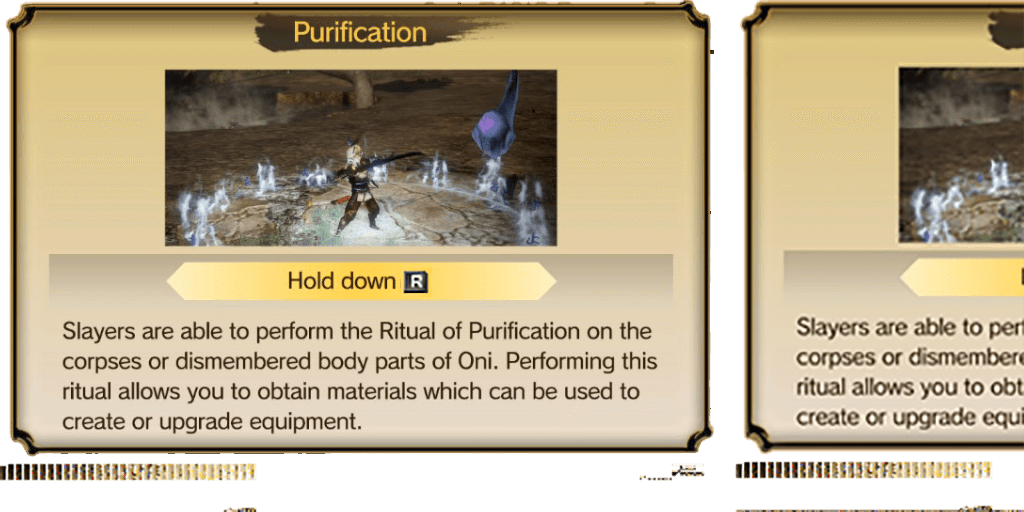 Purification
Hold down R
Slayers are able to perform the Ritual of Purification on the
corpses or dismembered body parts of Oni. Performing this
ritual allows you to obtain materials which can be used to
create or upgrade equipment.
Slayers are able to perf
corpses or dismembere
ritual allows you to obt
create or upgrade equi